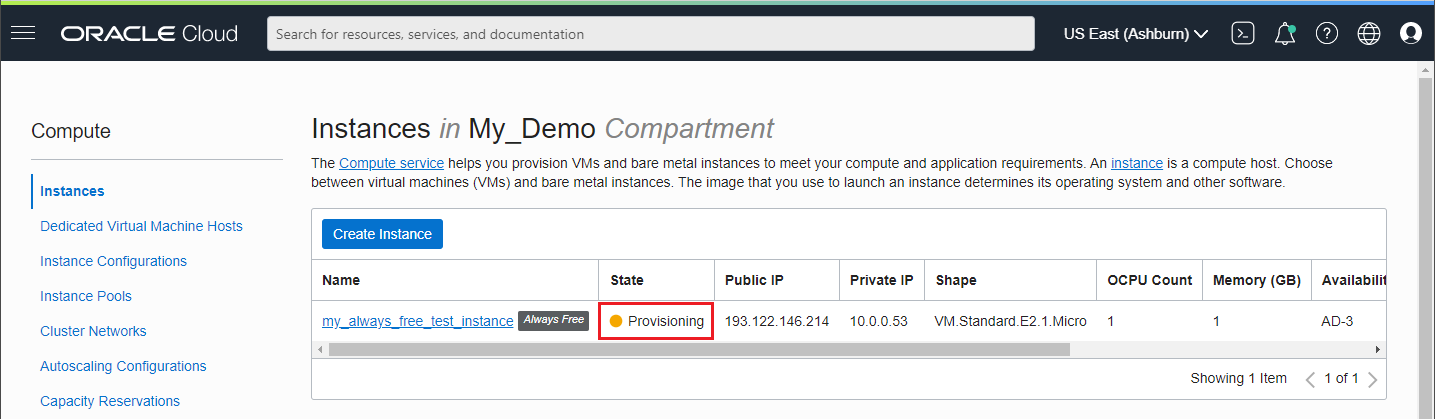 ORACLE Cloud
Search for resources, services, and documentation
US East (Ashburn)
Compute
Instances
Dedicated Virtual Machine Hosts
Instance Configurations
Instance Pools
Cluster Networks
Autoscaling Configurations
Capacity Reservations
Instances in My_Demo Compartment
The Compute service helps you provision VMs and bare metal instances to meet your compute and application requirements. An instance is a compute host. Choose
between virtual machines (VMs) and bare metal instances. The image that you use to launch an instance determines its operating system and other software.
Create Instance
Name State Public IP Private IP Shape OCPU Count Memory (GB) Availabilit
my_always_free_test_instance Always Free Provisioning 193.122.146.214 10.0.0.53 VM.Standard.E2.1.Micro 1 1 AD-3
Showing 1 Item 1 of 1